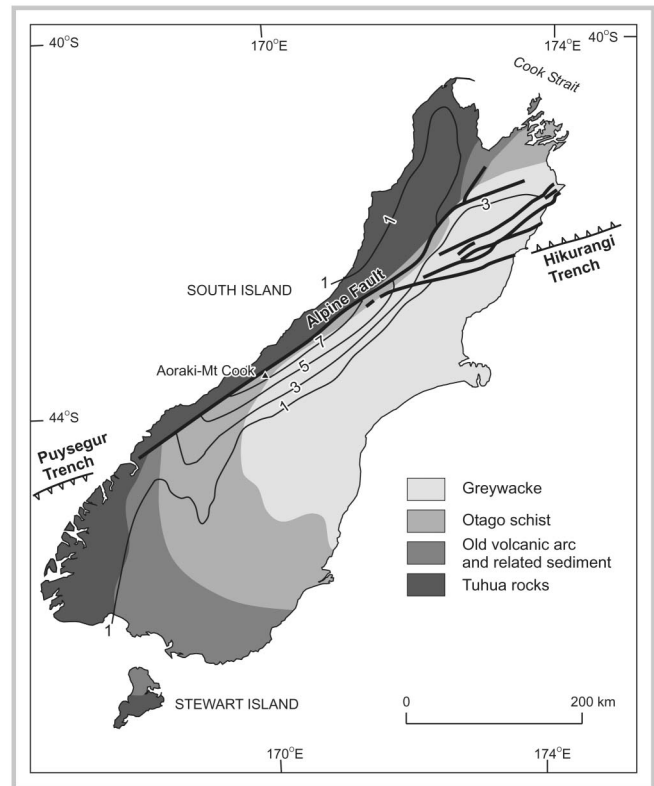 40°S
170°E
174°E
40°S
Cook Strait
3
1
Hikurangi
Trench
1
SOUTH ISLAND
Alpine Fault
7
Aoraki-Mt Cook
5
3
1
44°S
Puysegur
Trench
Greywacke
Otago schist
Old volcanic arc
and related sediment
Tuhua rocks
1
STEWART ISLAND
0
200 km
170°E
174°E